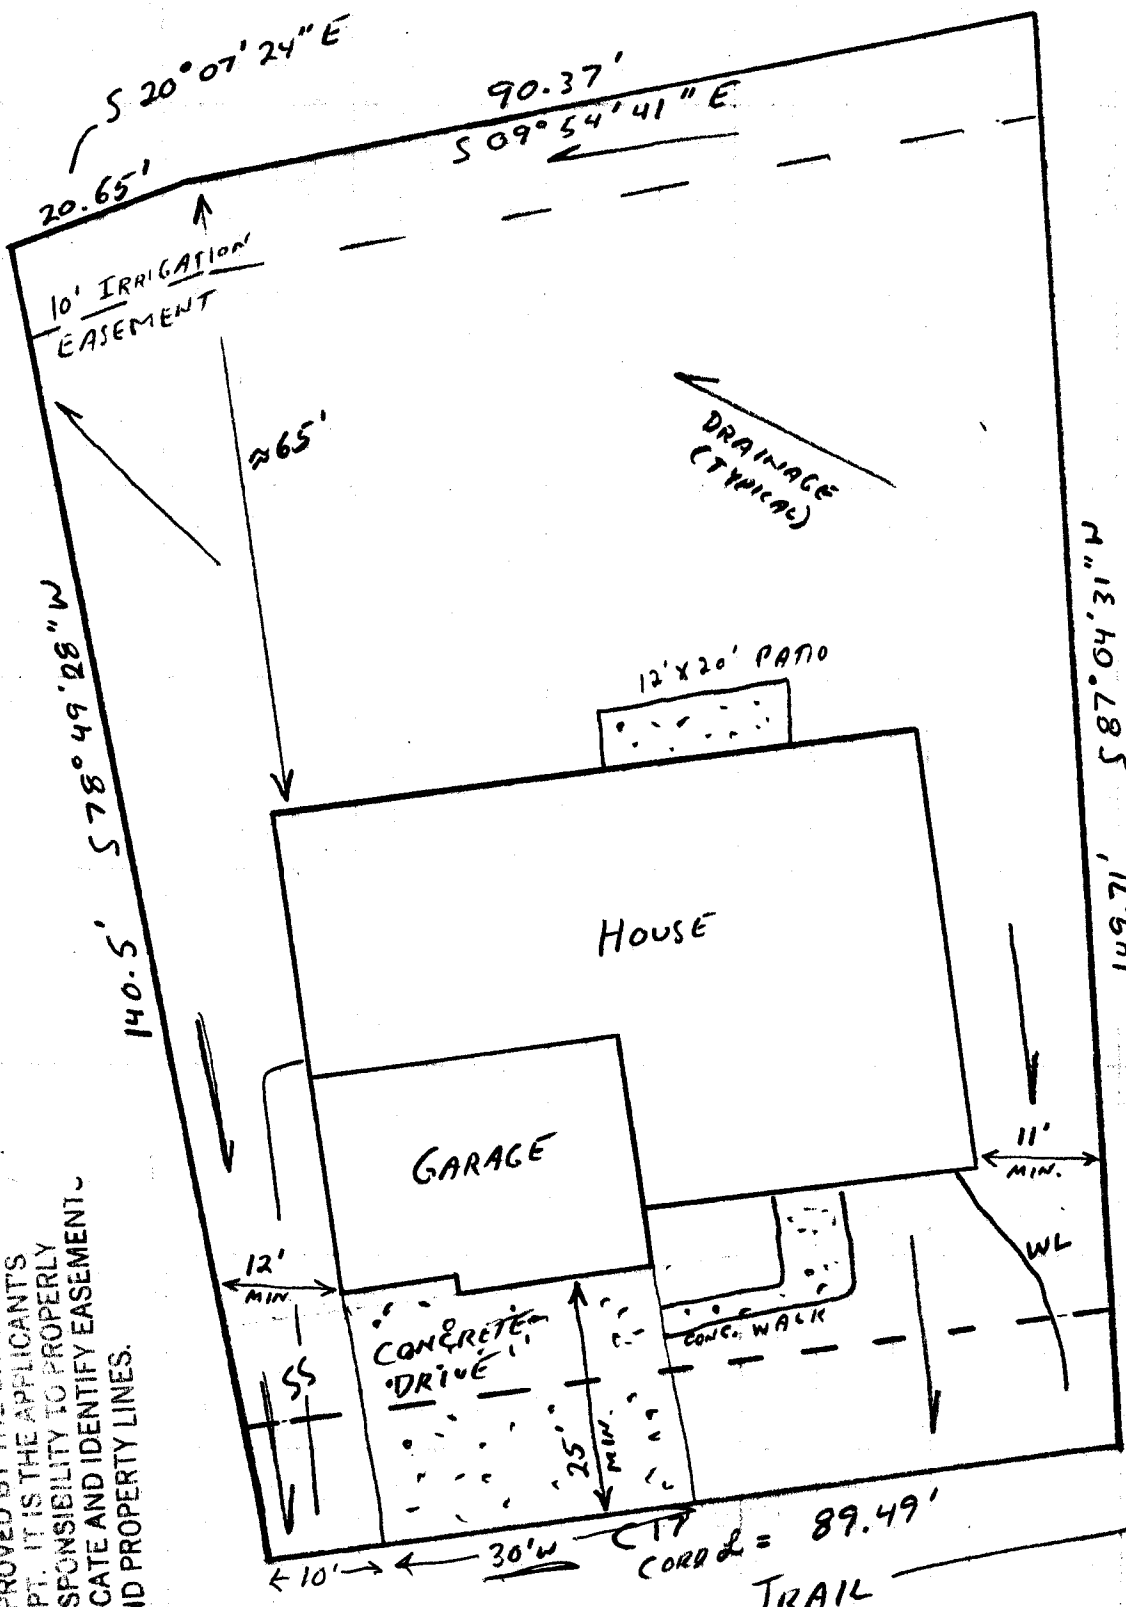 S 20° 07' 24" E
20.65'
90.37'
S 09° 54' 41" E
10' IRRIGATION
EASEMENT
≈65'
DRAINAGE
(TYPICAL)
S 78° 49' 28" W
140.5'
S 87° 04' 31" W
12'X20' PATIO
HOUSE
GARAGE
11'
MIN.
12'
MIN.
WL
SS
CONCRETE
DRIVE
CONC. WALK
25'
MIN.
10'
30'W
CORD L = 89.49'
TRAIL
IT IS THE APPLICANT'S
TO PROPERLY
AND IDENTIFY EASEMENT
PROPERTY LINES.